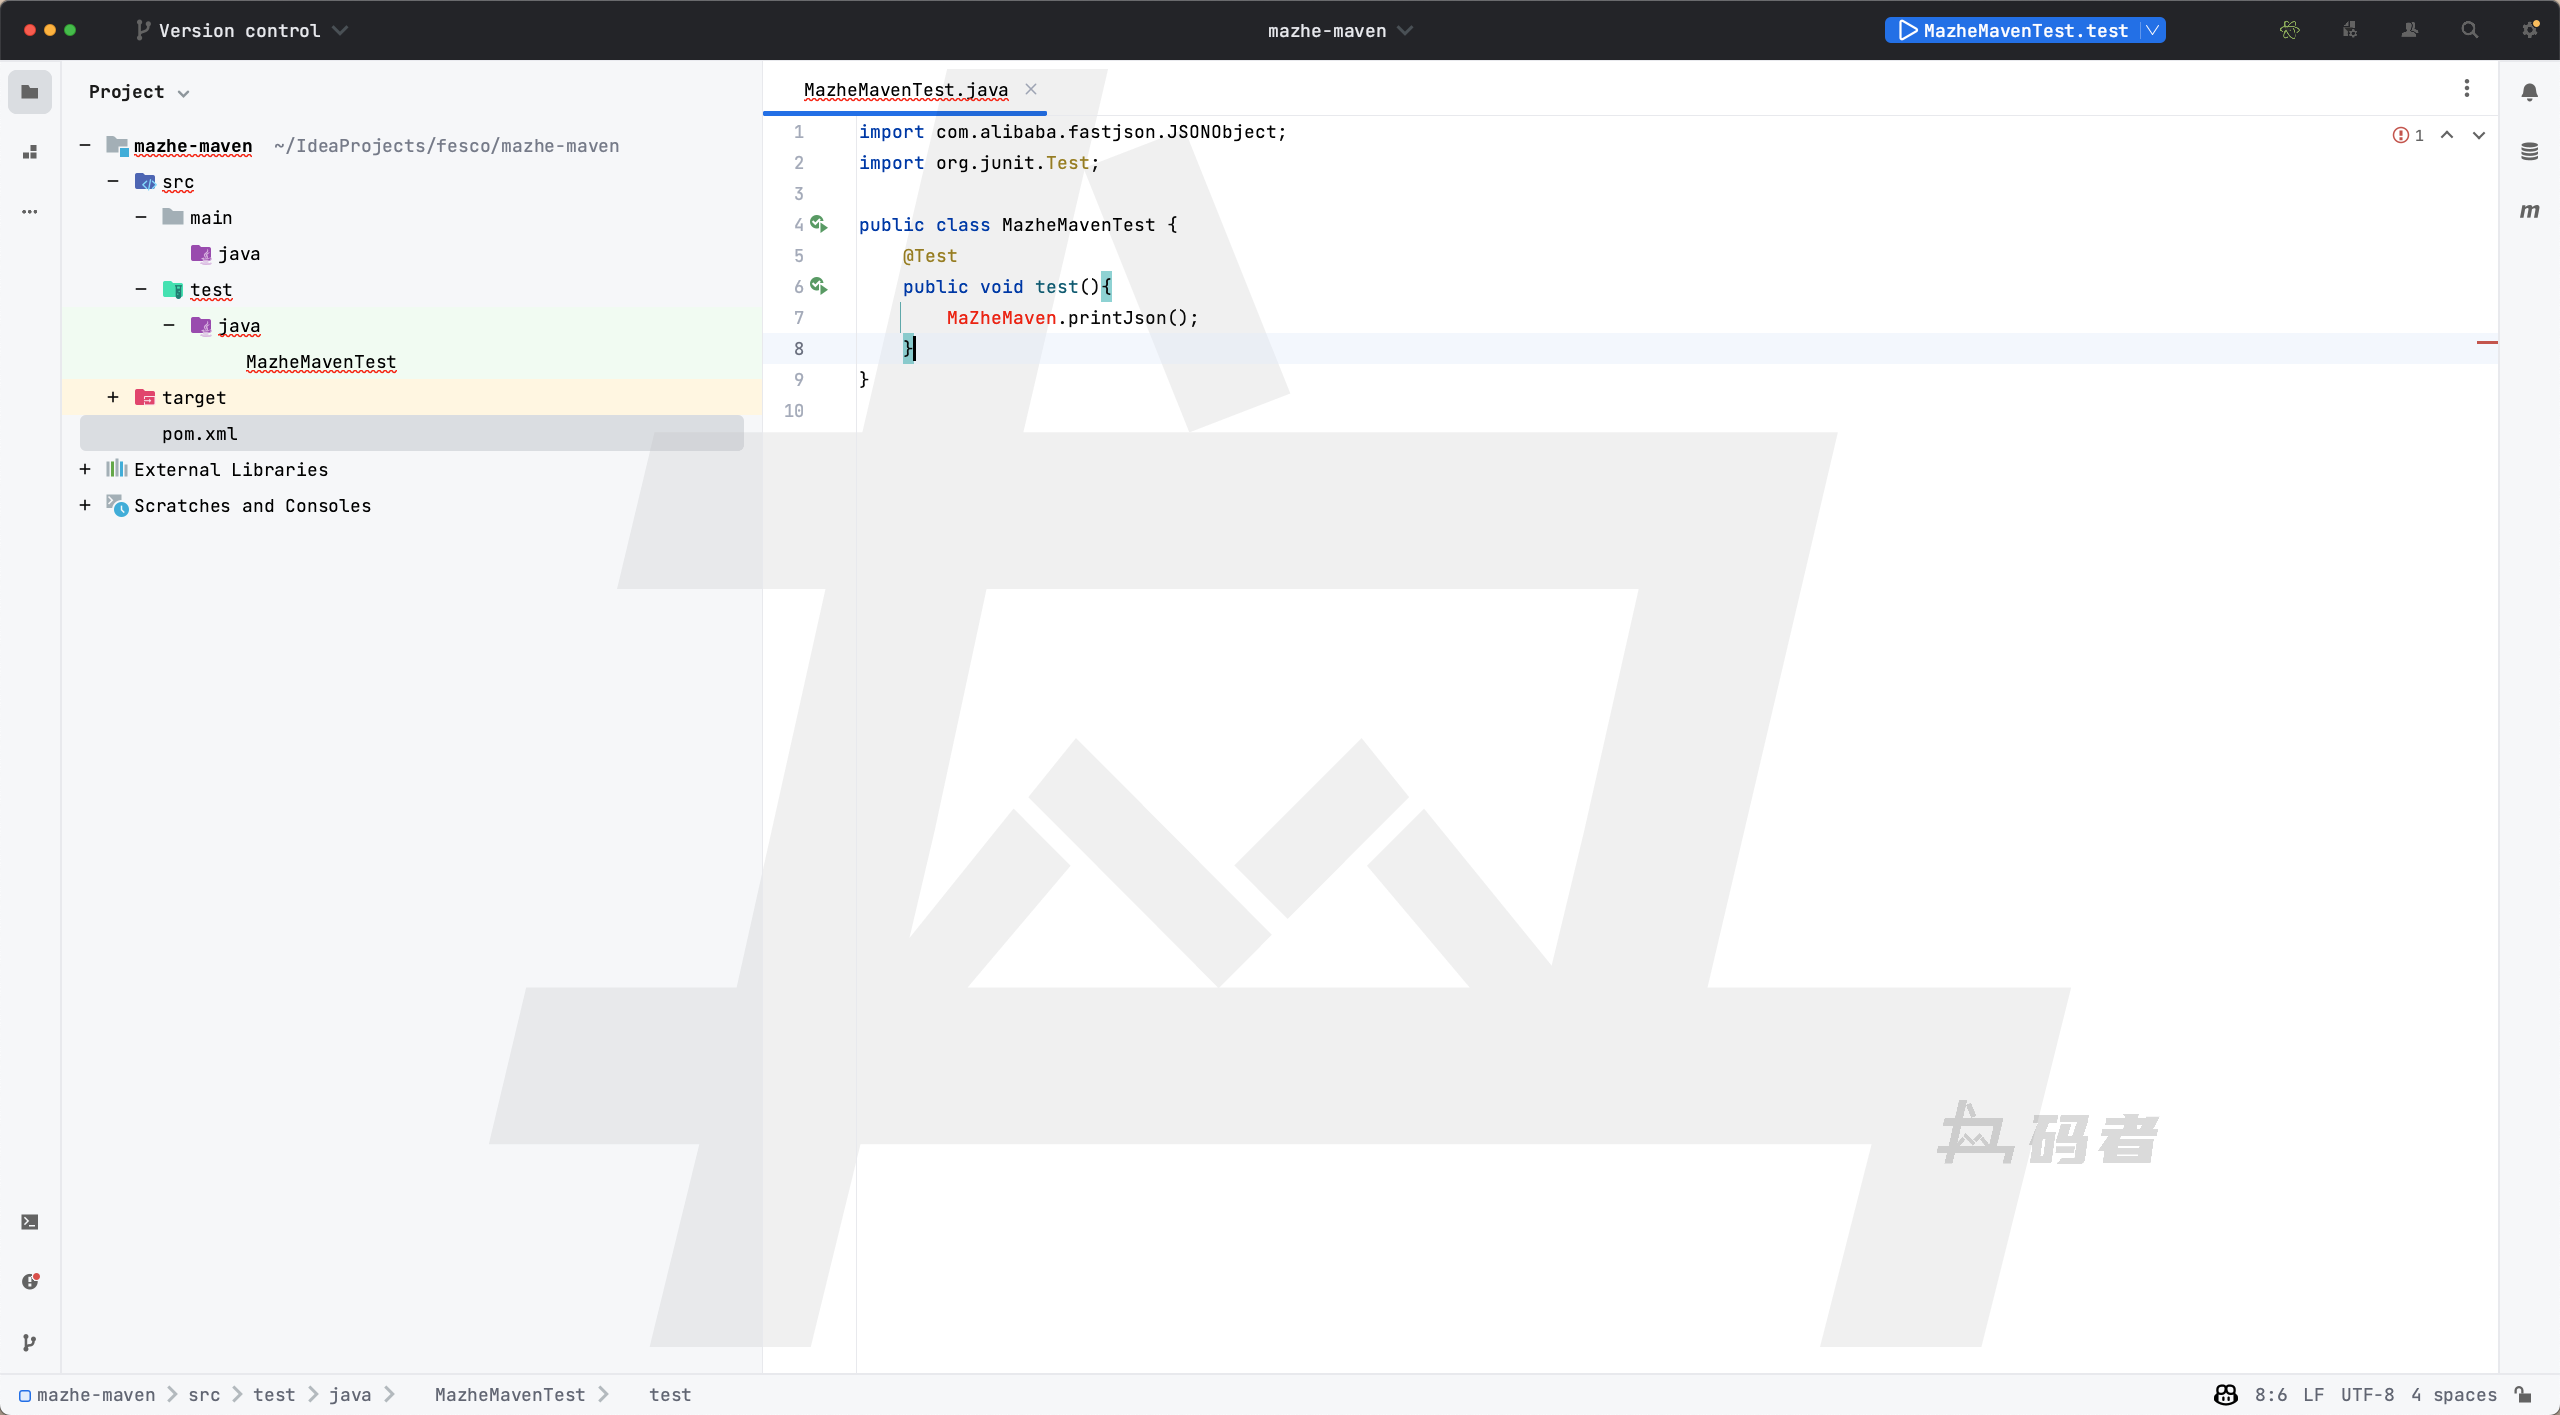 Version control
mazhe-maven
MazheMavenTest.test
Project
mazhe-maven ~/IdeaProjects/fesco/mazhe-maven
src
main
java
test
java
MazheMavenTest
target
pom.xml
External Libraries
Scratches and Consoles
MazheMavenTest.java
1 import com.alibaba.fastjson.JSONObject;
2 import org.junit.Test;
3
4 public class MazheMavenTest {
5 @Test
6 public void test(){
7 MaZheMaven.printJson();
8 }
9 }
10
1
m
码者
mazhe-maven src test java MazheMavenTest test
8:6 LF UTF-8 4 spaces